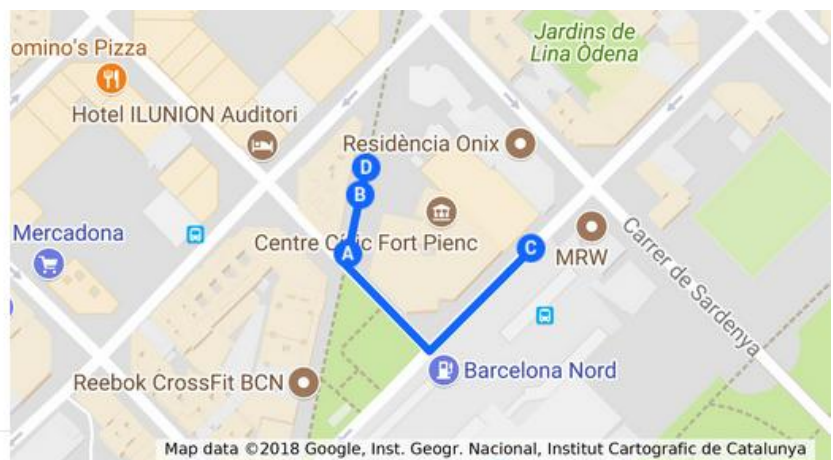 omino's Pizza
Jardins de
Lina Òdena
Hotel ILUNION Auditori
Residència Onix
D
B
Mercadona
Centre Cívic Fort Pienc
A
C
MRW
Carrer de Sardenya
Reebok CrossFit BCN
Barcelona Nord
Map data ©2018 Google, Inst. Geogr. Nacional, Institut Cartografic de Catalunya